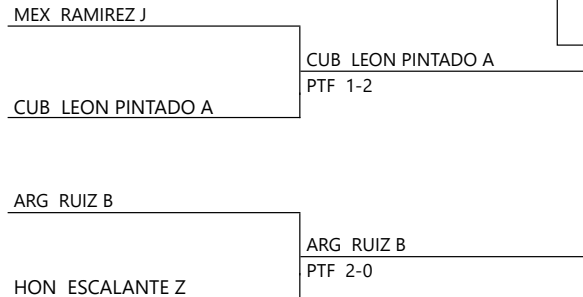 MEX RAMIREZ J
CUB LEON PINTADO A
PTF 1-2
CUB LEON PINTADO A
ARG RUIZ B
ARG RUIZ B
PTF 2-0
HON ESCALANTE Z